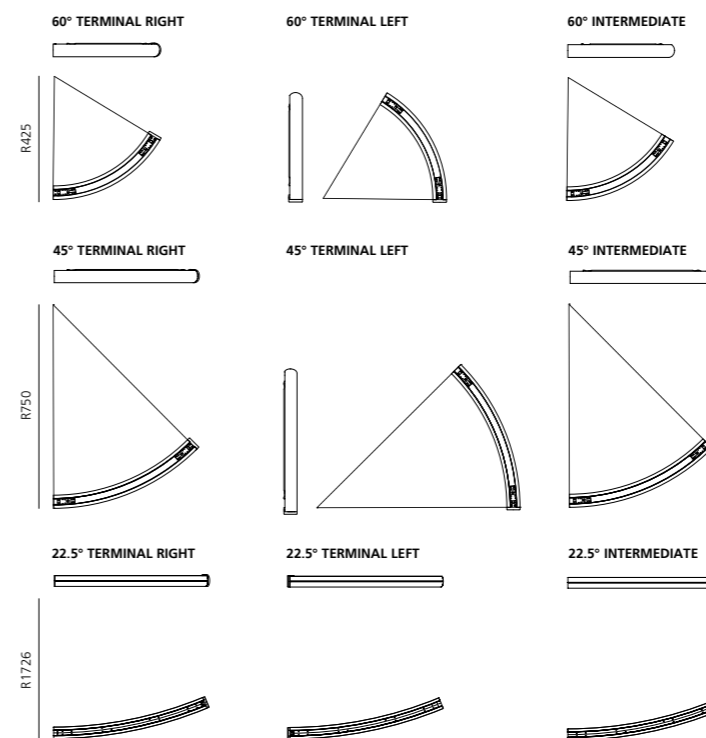 60° TERMINAL RIGHT
60° TERMINAL LEFT
60° INTERMEDIATE
R425
45° TERMINAL RIGHT
45° TERMINAL LEFT
45° INTERMEDIATE
R750
22.5° TERMINAL RIGHT
22.5° TERMINAL LEFT
22.5° INTERMEDIATE
R1726